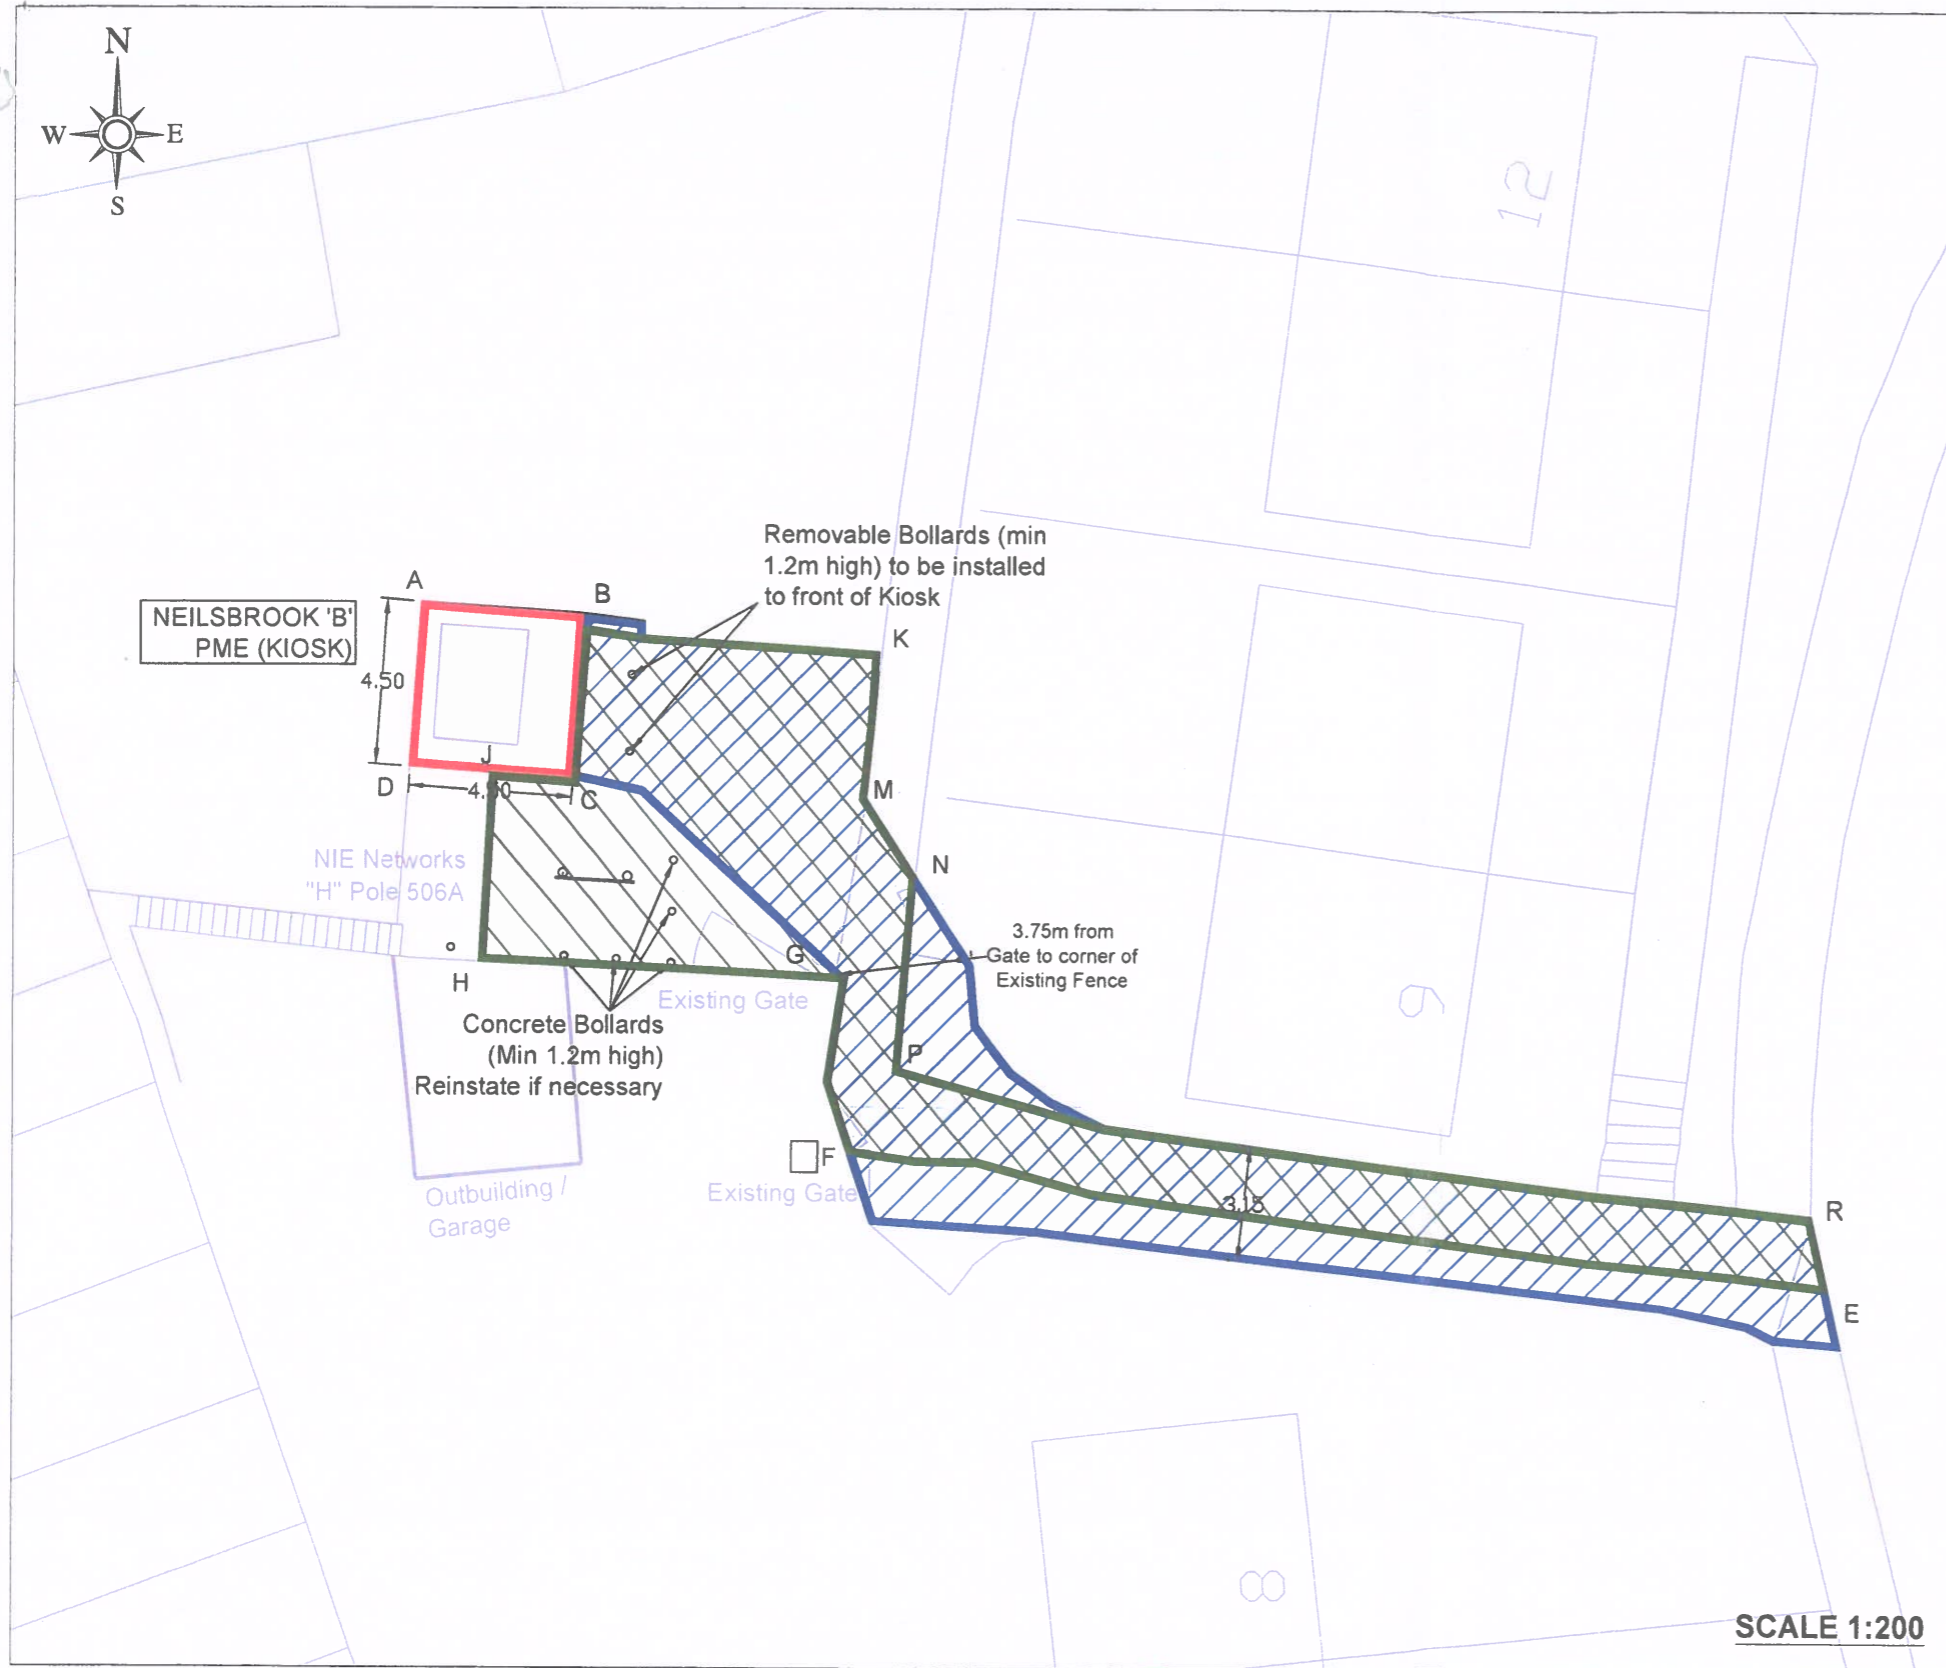 N
W E
S
12
Removable Bollards (min
1.2m high) to be installed
to front of Kiosk
A
B
NEILSBROOK 'B'
PME (KIOSK)
K
4.50
J
D
4.50
C
M
NIE Networks
"H" Pole 506A
N
3.75m from
Gate to corner of
Existing Fence
G
H
Existing Gate
9
Concrete Bollards
(Min 1.2m high)
Reinstate if necessary
P
F
Existing Gate
Outbuilding /
Garage
3.15
R
E
8
SCALE 1:200